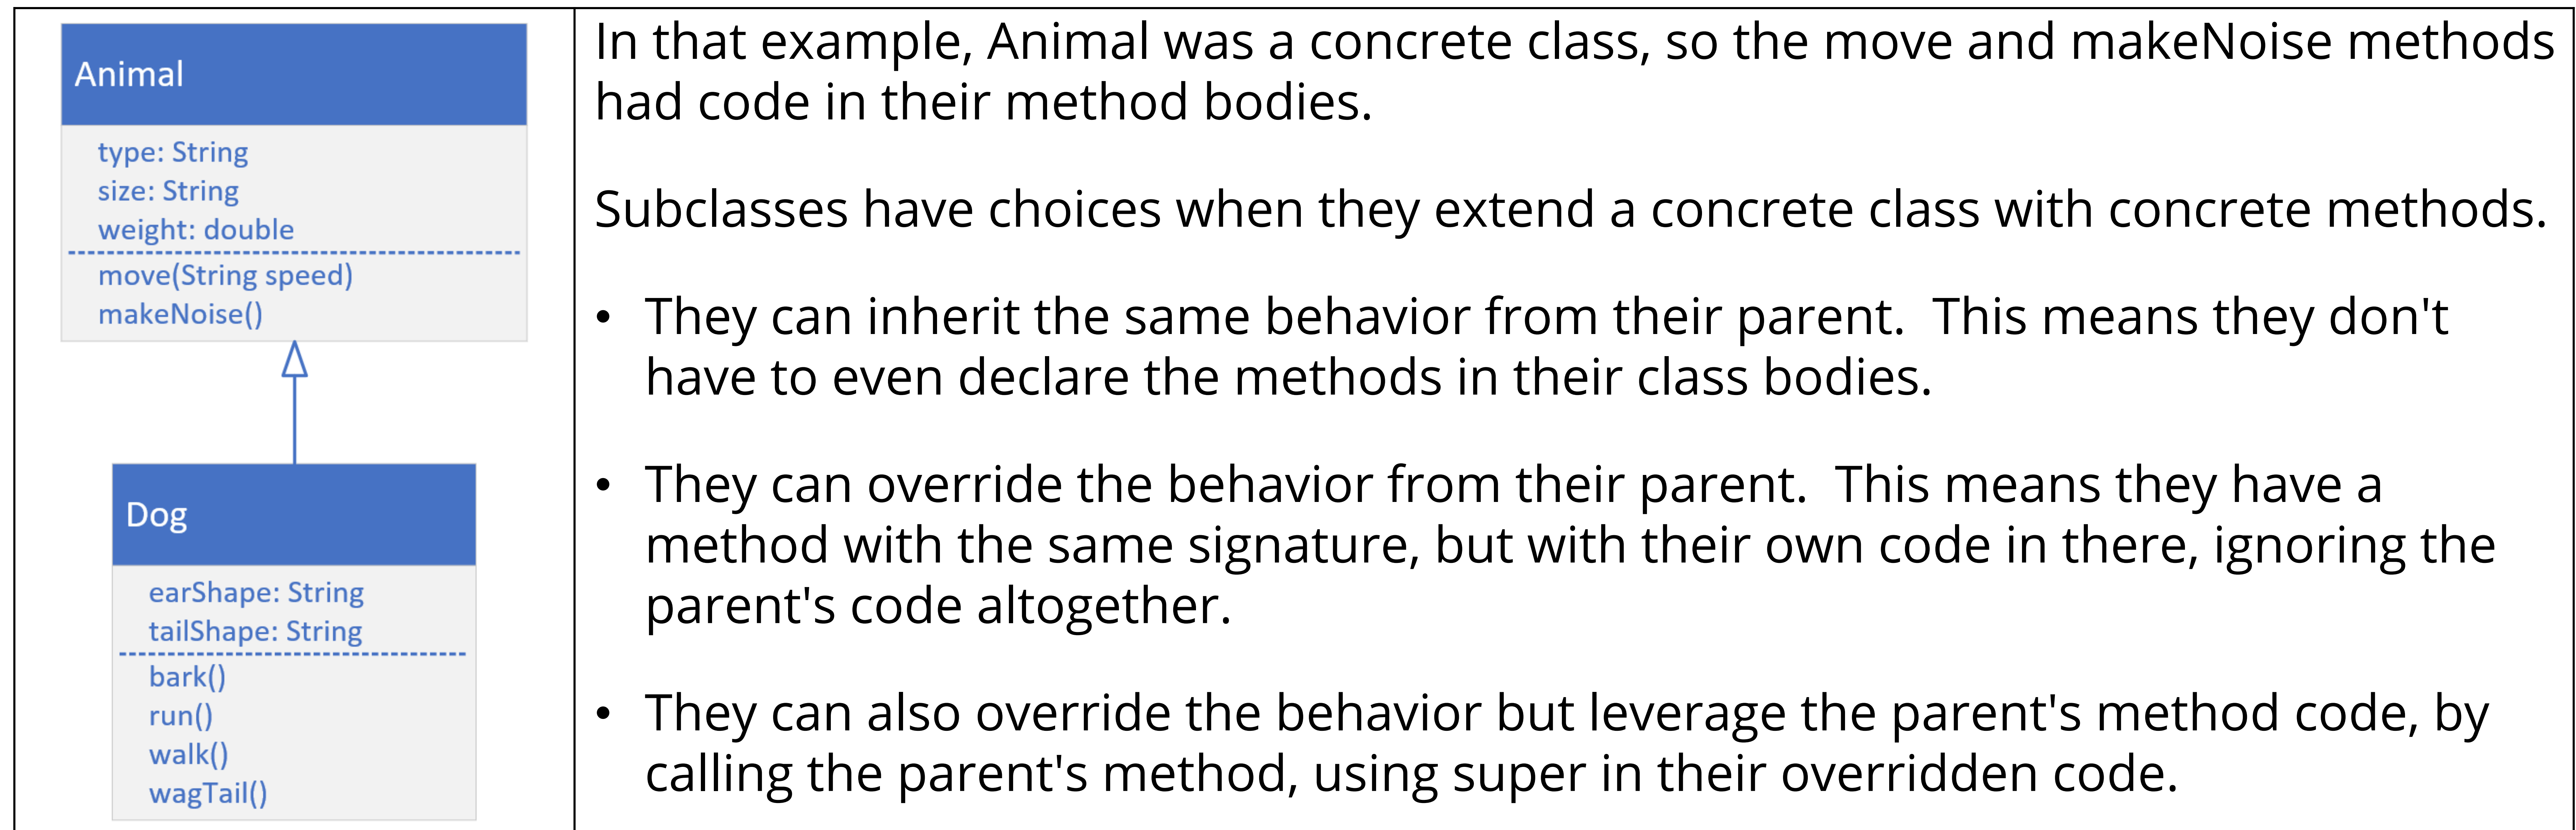 Animal
type: String
size: String
weight: double
move(String speed)
makeNoise()
Dog
earShape: String
tailShape: String
bark()
run()
walk()
wagTail()
In that example, Animal was a concrete class, so the move and makeNoise methods
had code in their method bodies.
Subclasses have choices when they extend a concrete class with concrete methods.
• They can inherit the same behavior from their parent.  This means they don't
have to even declare the methods in their class bodies.
• They can override the behavior from their parent.  This means they have a
method with the same signature, but with their own code in there, ignoring the
parent's code altogether.
• They can also override the behavior but leverage the parent's method code, by
calling the parent's method, using super in their overridden code.